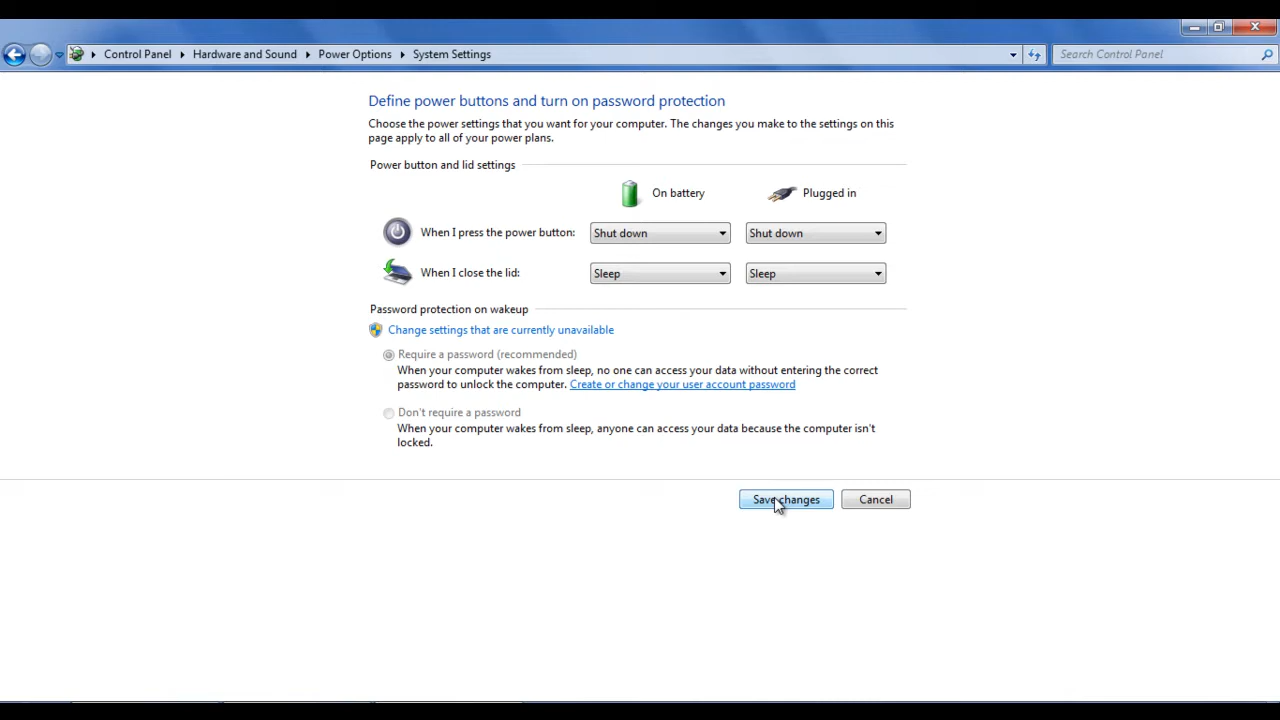 Control Panel Hardware and Sound Power Options System Settings Search Control Panel
Define power buttons and turn on password protection
Choose the power settings that you want for your computer. The changes you make to the settings on this
page apply to all of your power plans.
Power button and lid settings
On battery Plugged in
When I press the power button: Shut down Shut down
When I close the lid: Sleep Sleep
Password protection on wakeup
Change settings that are currently unavailable
Require a password (recommended)
When your computer wakes from sleep, no one can access your data without entering the correct
password to unlock the computer. Create or change your user account password
Don't require a password
When your computer wakes from sleep, anyone can access your data because the computer isn't
locked.
Save changes Cancel